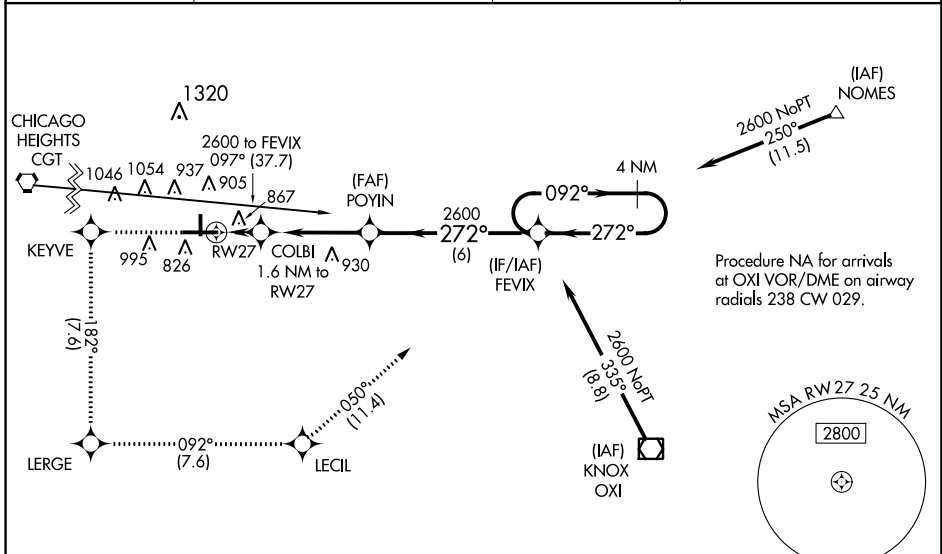 1320
CHICAGO
HEIGHTS
CGT
2600 to FEVIX
097° (37.7)
1046
1054
937
905
867
(FAF)
POYIN
4 NM
092°
2600 NoPT
250°
(11.5)
(IAF)
NOMES
KEYVE
995
826
RW27
COLBI
1.6 NM to
RW27
930
2600
272°
(6)
272°
(IF/IAF)
FEVIX
Procedure NA for arrivals
at OXI VOR/DME on airway
radials 238 CW 029.
182°
(7.6)
2600 NoPT
335°
(8.8)
050°
(11.4)
LERGE
092°
(7.6)
LECIL
(IAF)
KNOX
OXI
MSA RW27 25 NM
2800